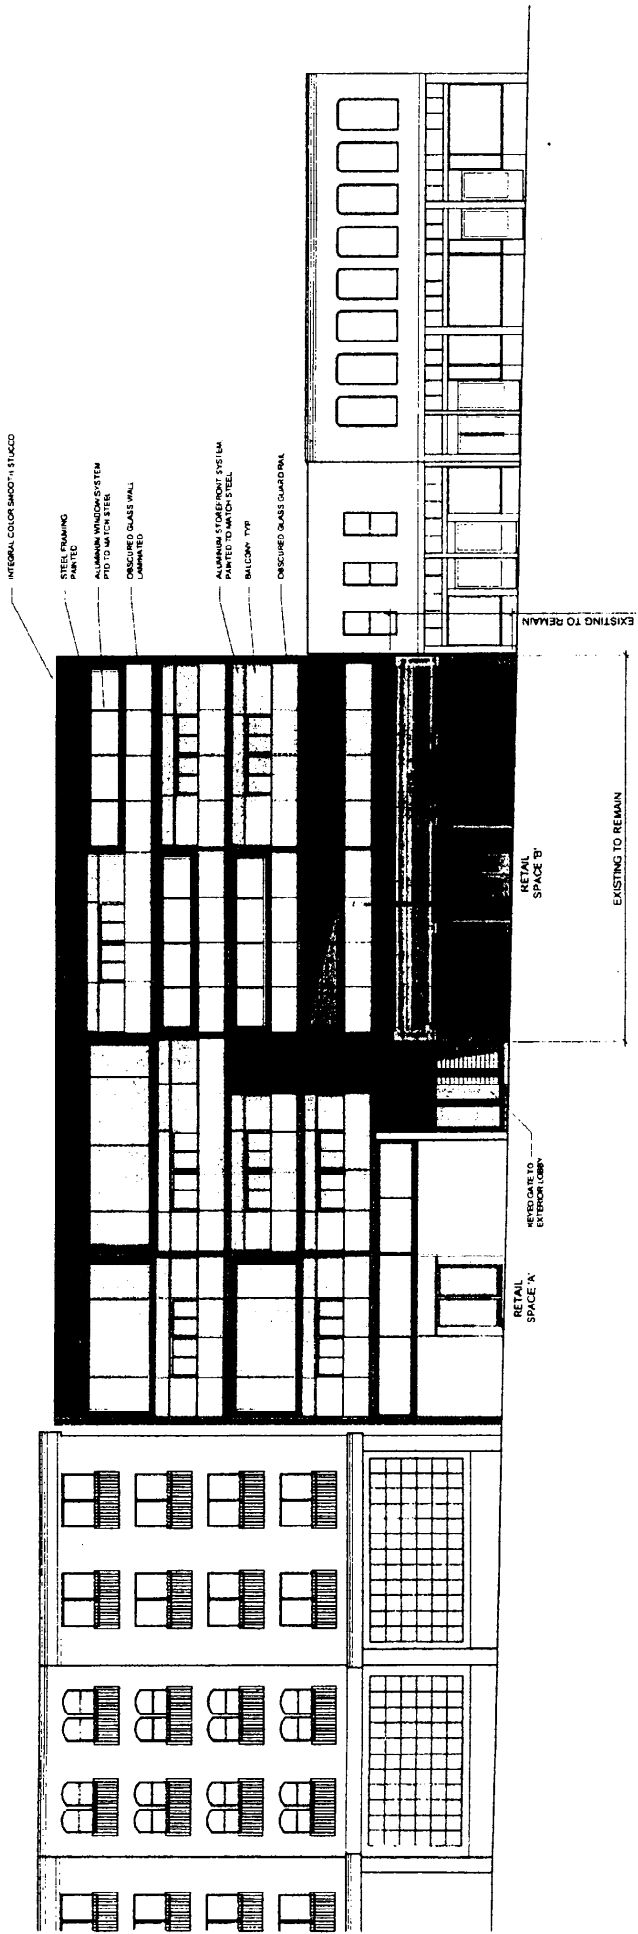 INTEGRAL COLOR SMOOTH STUCCO
STEEL FRAMING
PAINTED
ALUMINUM WINDOW SYSTEM
PTD TO MATCH STEEL
OBSCURED GLASS WALL
LAMINATED
ALUMINUM STOREFRONT SYSTEM
PAINTED TO MATCH STEEL
BALCONY, TYP
OBSCURED GLASS GUARD RAIL
EXISTING TO REMAIN
RETAIL
SPACE 'A'
KEYED GATE TO
EXTERIOR LOBBY
RETAIL
SPACE 'B'
EXISTING TO REMAIN